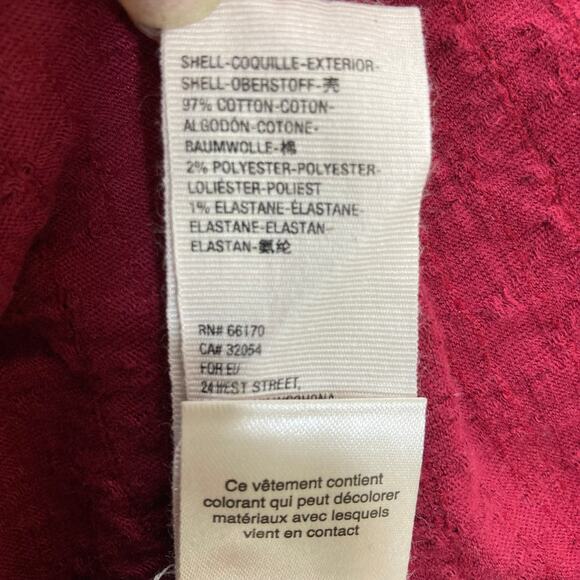 SHELL-COQUILLE-EXTERIOR-
SHELL-OBERSTOFF-壳
97% COTTON-COTON-
ALGODÓN-COTONE-
BAUMWOLLE-棉
2% POLYESTER-POLYESTER-
LOLIÉSTER-POLIEST
1% ELASTANE-ÉLASTANE-
ELASTANE-ELASTAN-
ELASTAN-氨纶
RN# 66170
CA# 32054
FOR EU
24 WEST STREET,
Ce vêtement contient
colorant qui peut décolorer
matériaux avec lesquels
vient en contact